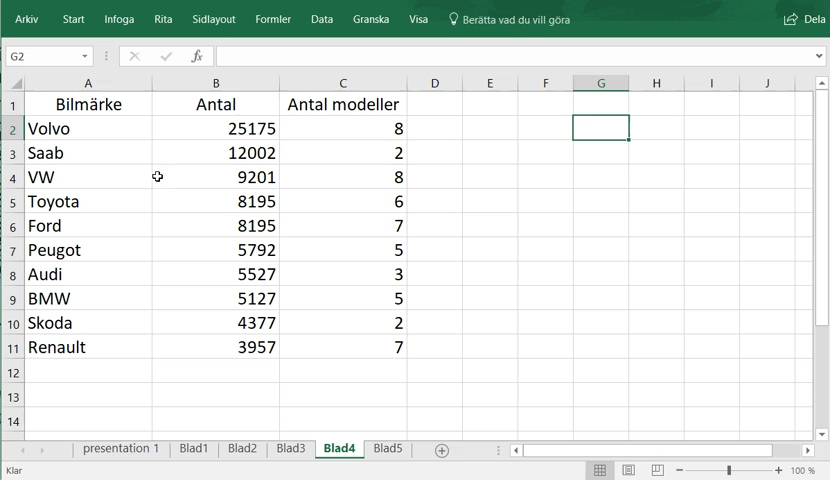 Arkiv Start Infoga Rita Sidlayout Formler Data Granska Visa Berätta vad du vill göra Dela
G2 fx
A B C D E F G H I J
1 Bilmärke Antal Antal modeller
2 Volvo 25175 8
3 Saab 12002 2
4 VW 9201 8
5 Toyota 8195 6
6 Ford 8195 7
7 Peugot 5792 5
8 Audi 5527 3
9 BMW 5127 5
10 Skoda 4377 2
11 Renault 3957 7
12
13
14
presentation 1 Blad1 Blad2 Blad3 Blad4 Blad5
Klar 100 %